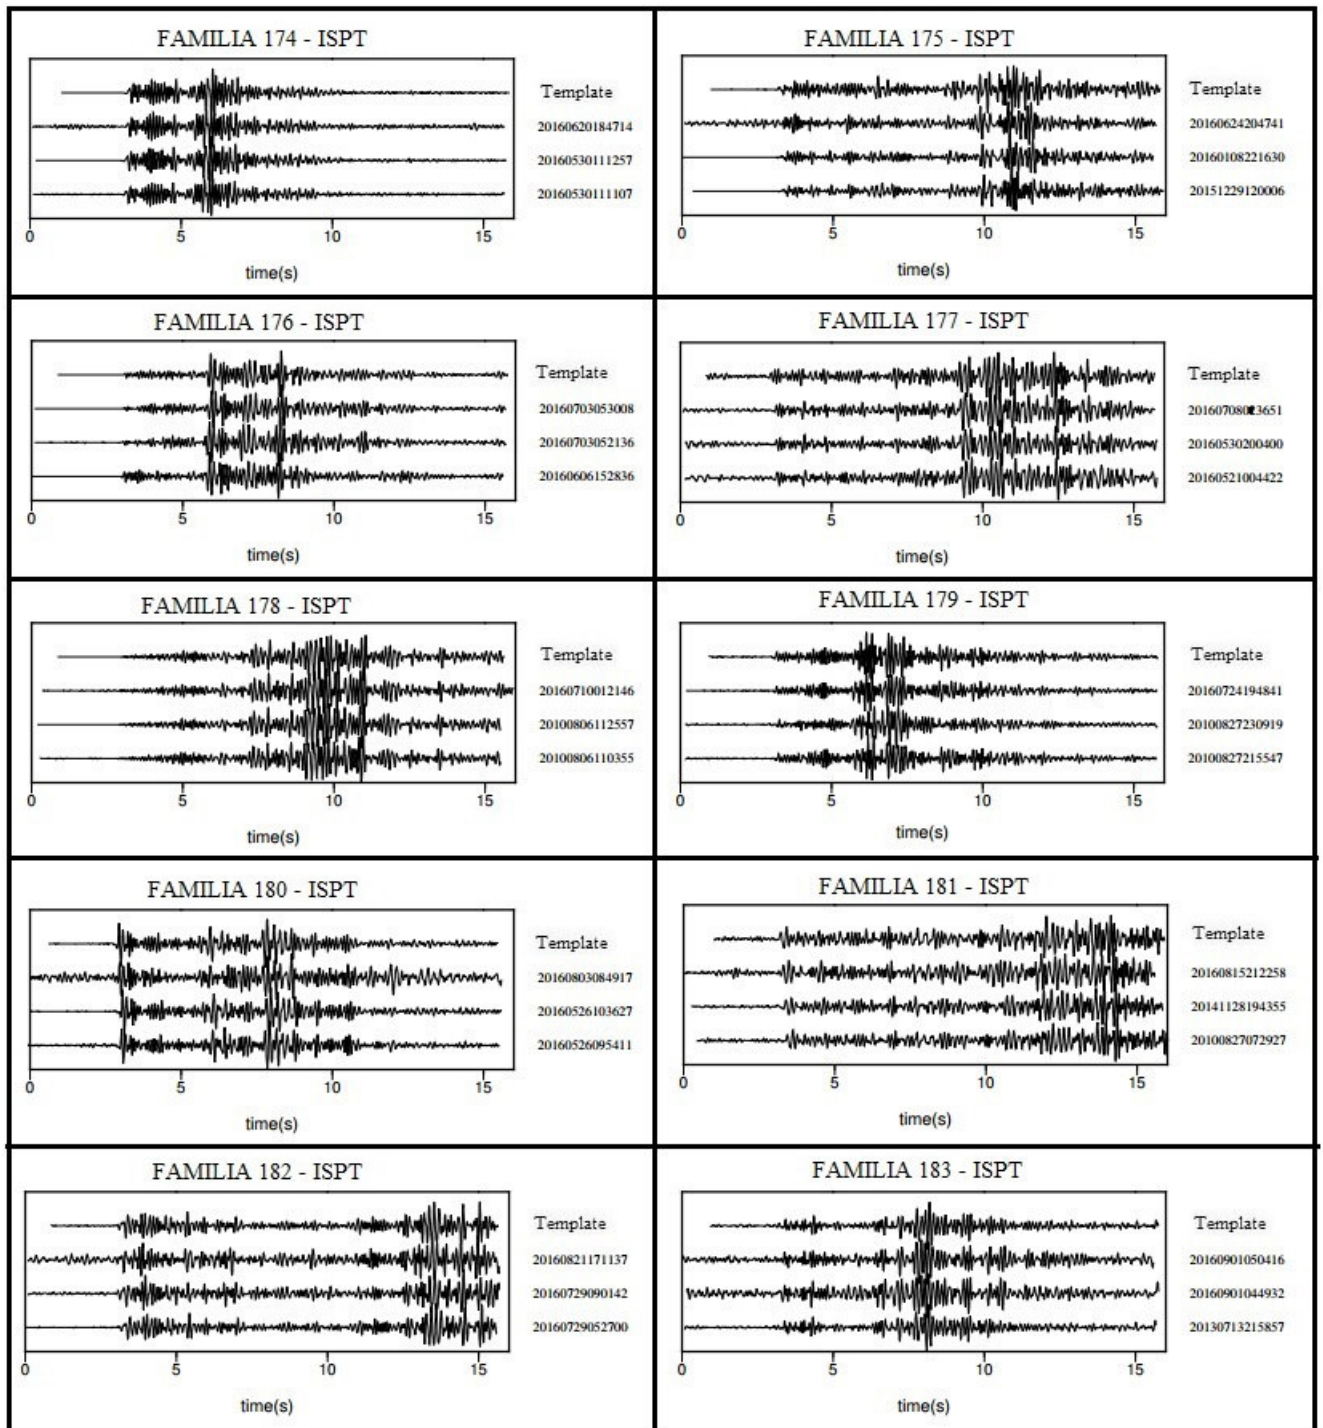 FAMILIA 174 - ISPT
Template
20160620184714
20160530111257
20160530111107
0 5 10 15
time(s)
FAMILIA 175 - ISPT
Template
20160624204741
20160108221630
20151229120006
0 5 10 15
time(s)
FAMILIA 176 - ISPT
Template
20160703053008
20160703052136
20160606152836
0 5 10 15
time(s)
FAMILIA 177 - ISPT
Template
20160530200400
20160521004422
0 5 10 15
time(s)
FAMILIA 178 - ISPT
Template
20160710012146
20100806112557
20100806110355
0 5 10 15
time(s)
FAMILIA 179 - ISPT
Template
20160724194841
20100827230919
20100827215547
0 5 10 15
time(s)
FAMILIA 180 - ISPT
Template
20160803084917
20160526103627
20160526095411
0 5 10 15
time(s)
FAMILIA 181 - ISPT
Template
20160815212258
20141128194355
20100827072927
0 5 10 15
time(s)
FAMILIA 182 - ISPT
Template
20160821171137
20160729090142
20160729052700
0 5 10 15
time(s)
FAMILIA 183 - ISPT
Template
20160901050416
20160901044932
20130713215857
0 5 10 15
time(s)